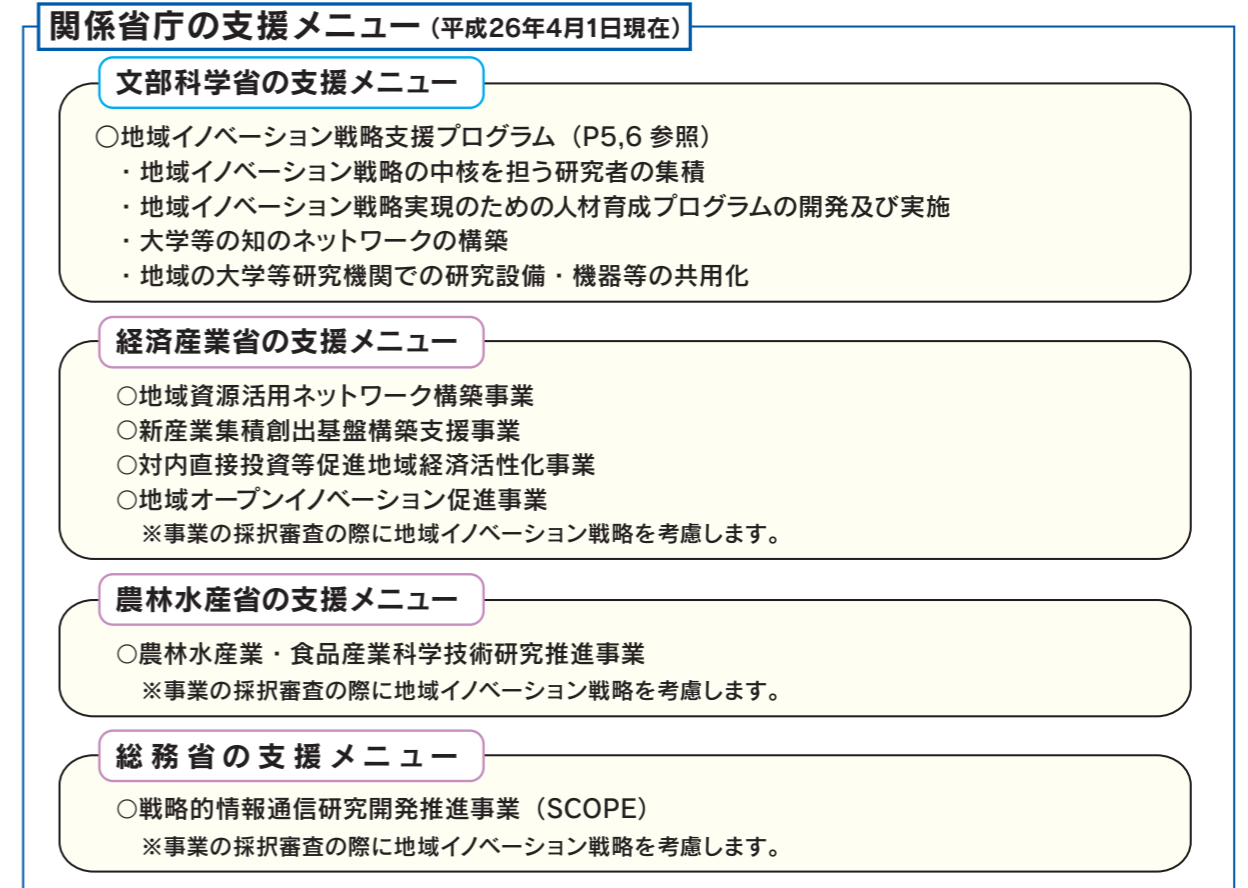 関係省庁の支援メニュー（平成26年4月1日現在）
文部科学省の支援メニュー
○地域イノベーション戦略支援プログラム（P5,6 参照）
・地域イノベーション戦略の中核を担う研究者の集積
・地域イノベーション戦略実現のための人材育成プログラムの開発及び実施
・大学等の知のネットワークの構築
・地域の大学等研究機関での研究設備・機器等の共用化
経済産業省の支援メニュー
○地域資源活用ネットワーク構築事業
○新産業集積創出基盤構築支援事業
○対内直接投資等促進地域経済活性化事業
○地域オープンイノベーション促進事業
※事業の採択審査の際に地域イノベーション戦略を考慮します。
農林水産省の支援メニュー
○農林水産業・食品産業科学技術研究推進事業
※事業の採択審査の際に地域イノベーション戦略を考慮します。
総務省の支援メニュー
○戦略的情報通信研究開発推進事業（SCOPE）
※事業の採択審査の際に地域イノベーション戦略を考慮します。